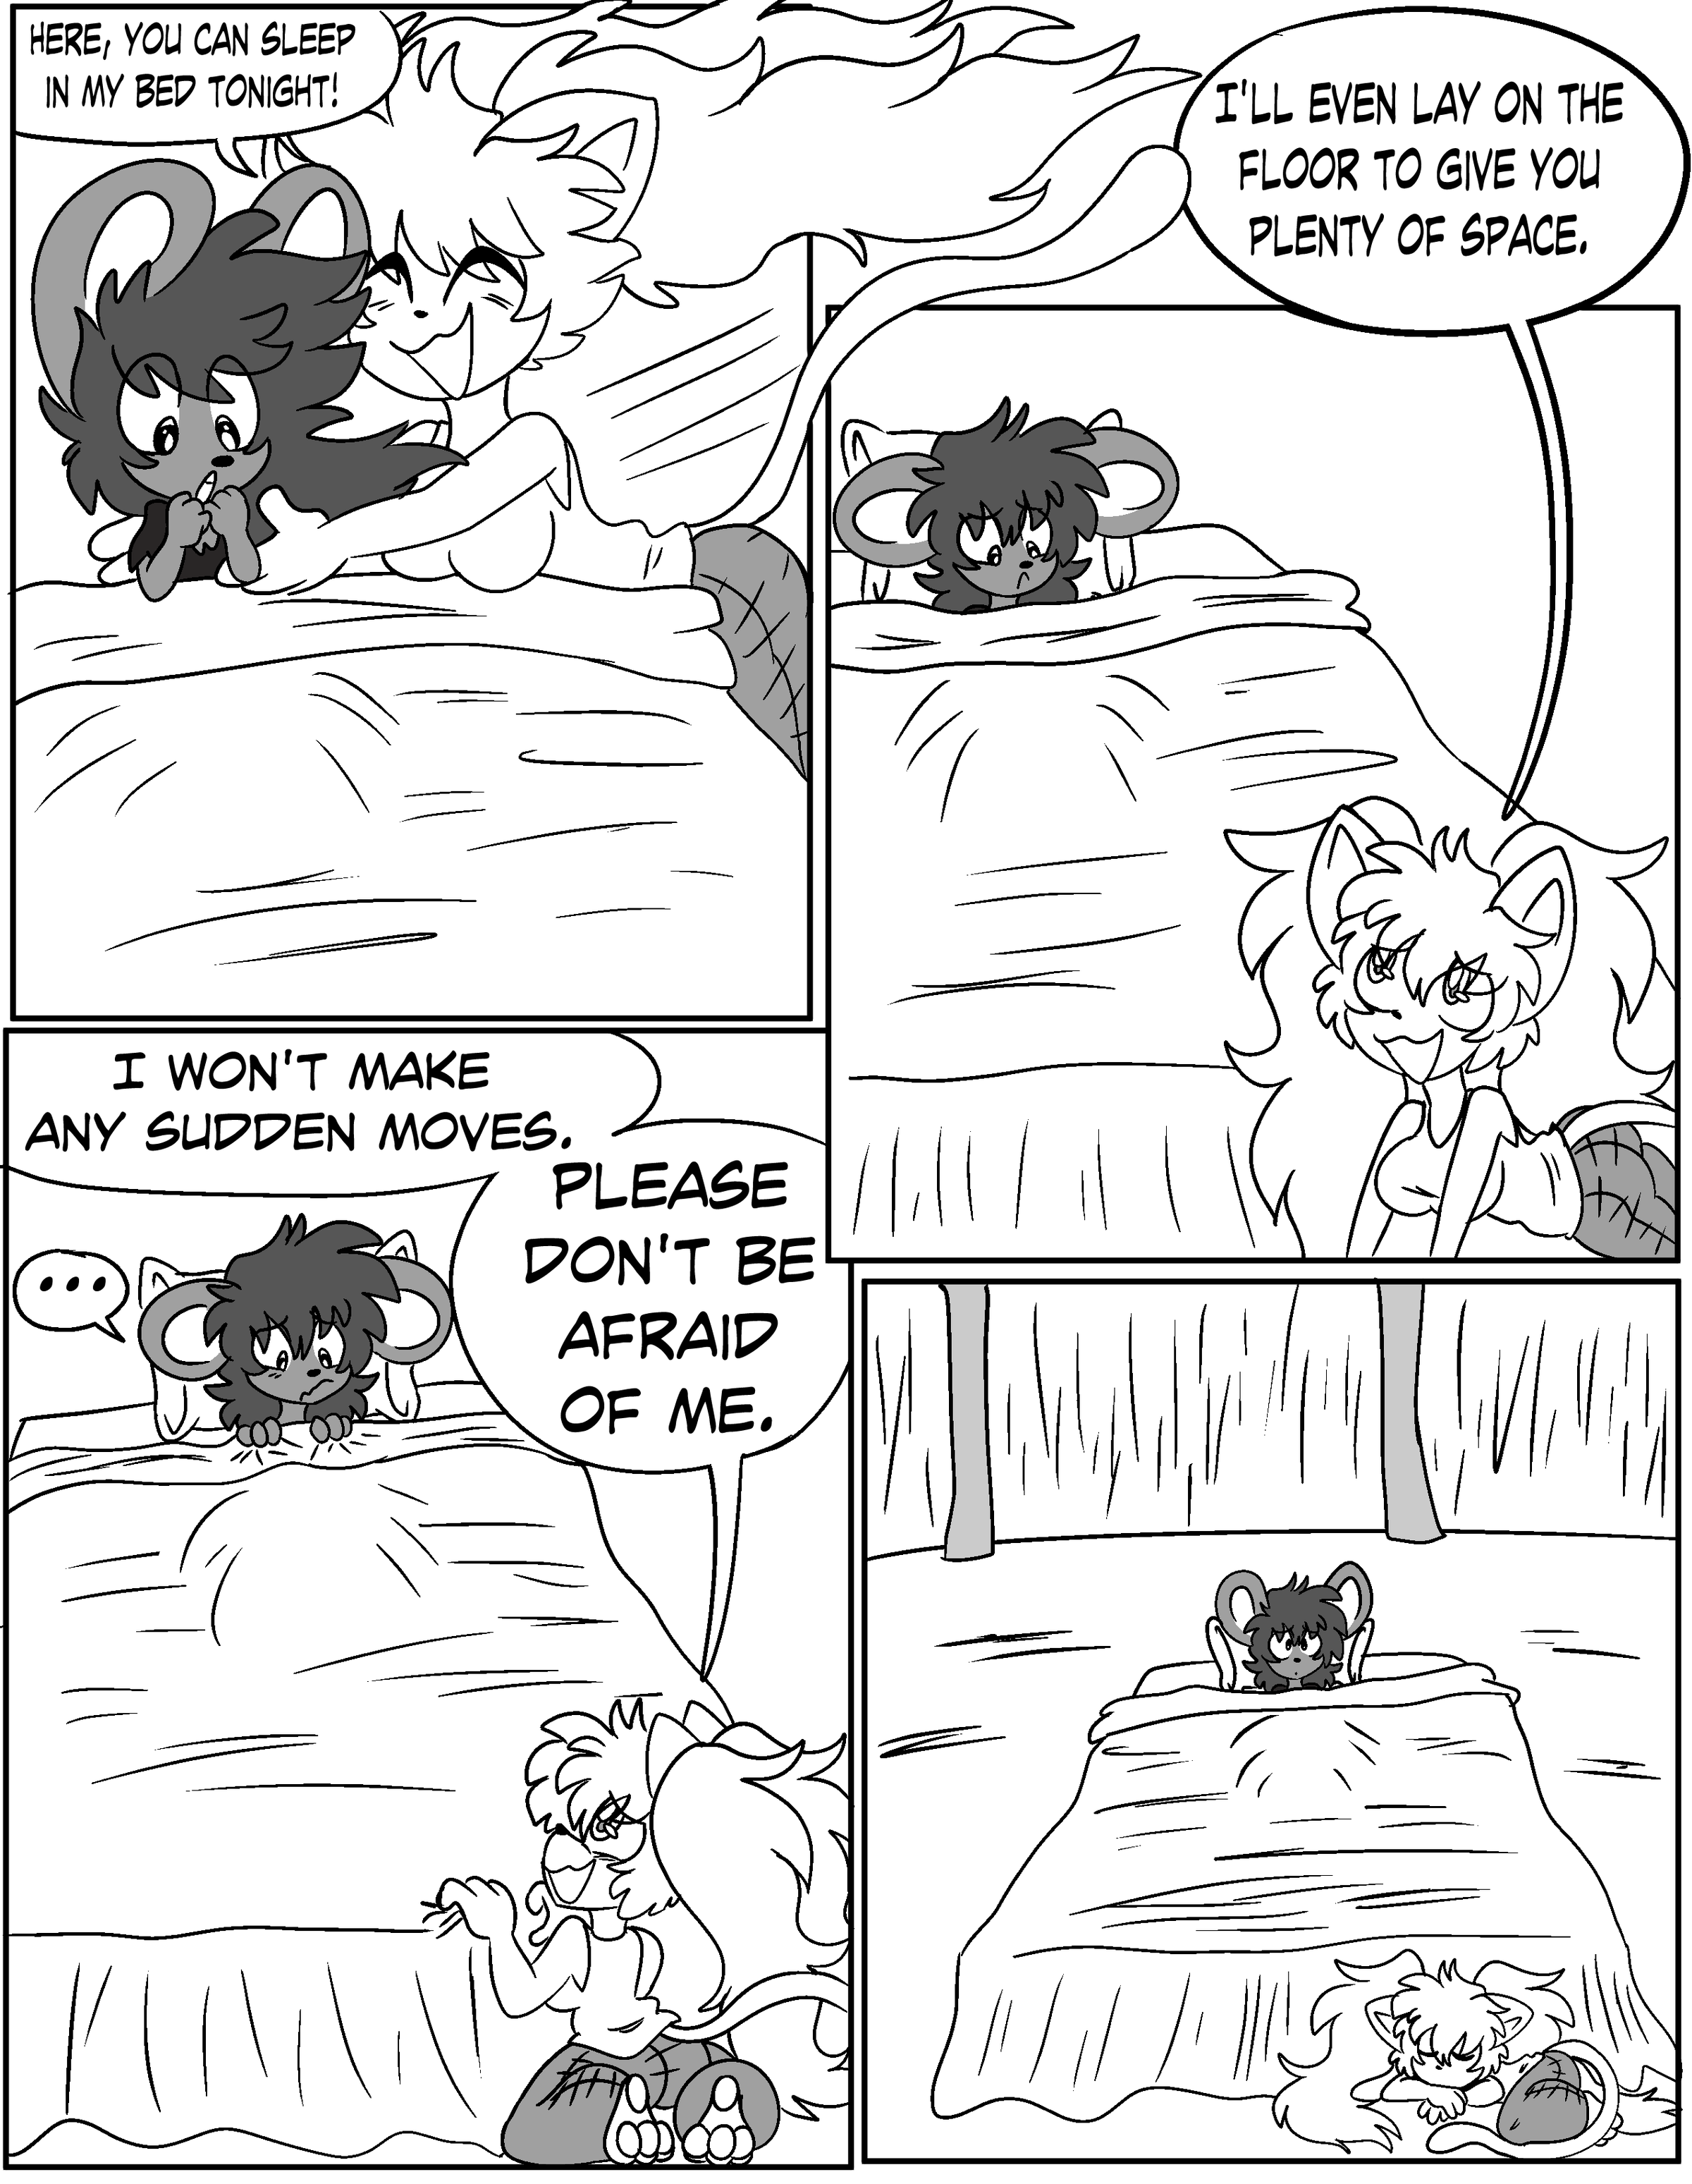 HERE, YOU CAN SLEEP
IN MY BED TONIGHT!
I'LL EVEN LAY ON THE
FLOOR TO GIVE YOU
PLENTY OF SPACE.
I WON'T MAKE
ANY SUDDEN MOVES.
PLEASE
DON'T BE
AFRAID
OF ME.
...